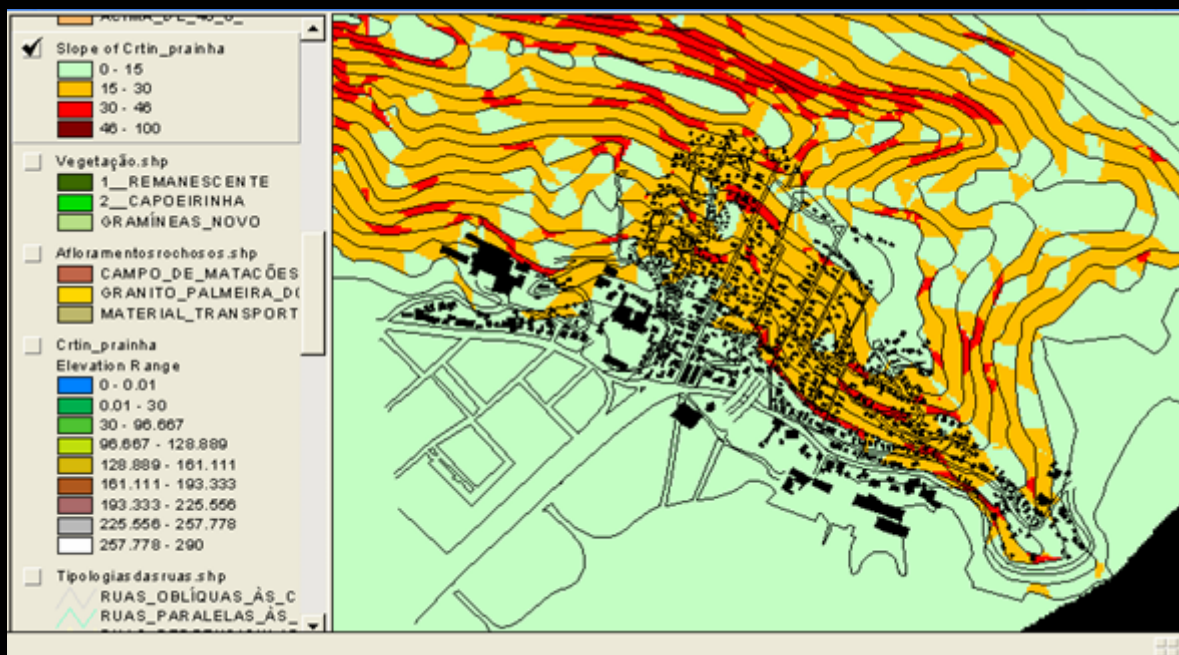 ACIMA_DE_46_6_
Slope of Crtin_prainha
0 - 15
15 - 30
30 - 46
46 - 100
Vegetação.shp
1__REMANESCENTE
2__CAPOEIRINHA
GRAMÍNEAS_NOVO
Afloramentosrochosos.shp
CAMPO_DE_MATACÕES
GRANITO_PALMEIRA_DO
MATERIAL_TRANSPORT
Crtin_prainha
Elevation Range
0 - 0.01
0.01 - 30
30 - 96.667
96.667 - 128.889
128.889 - 161.111
161.111 - 193.333
193.333 - 225.556
225.556 - 257.778
257.778 - 290
Tipologiasdasruas.shp
RUAS_OBLÍQUAS_ÀS_C
RUAS_PARALELAS_ÀS_